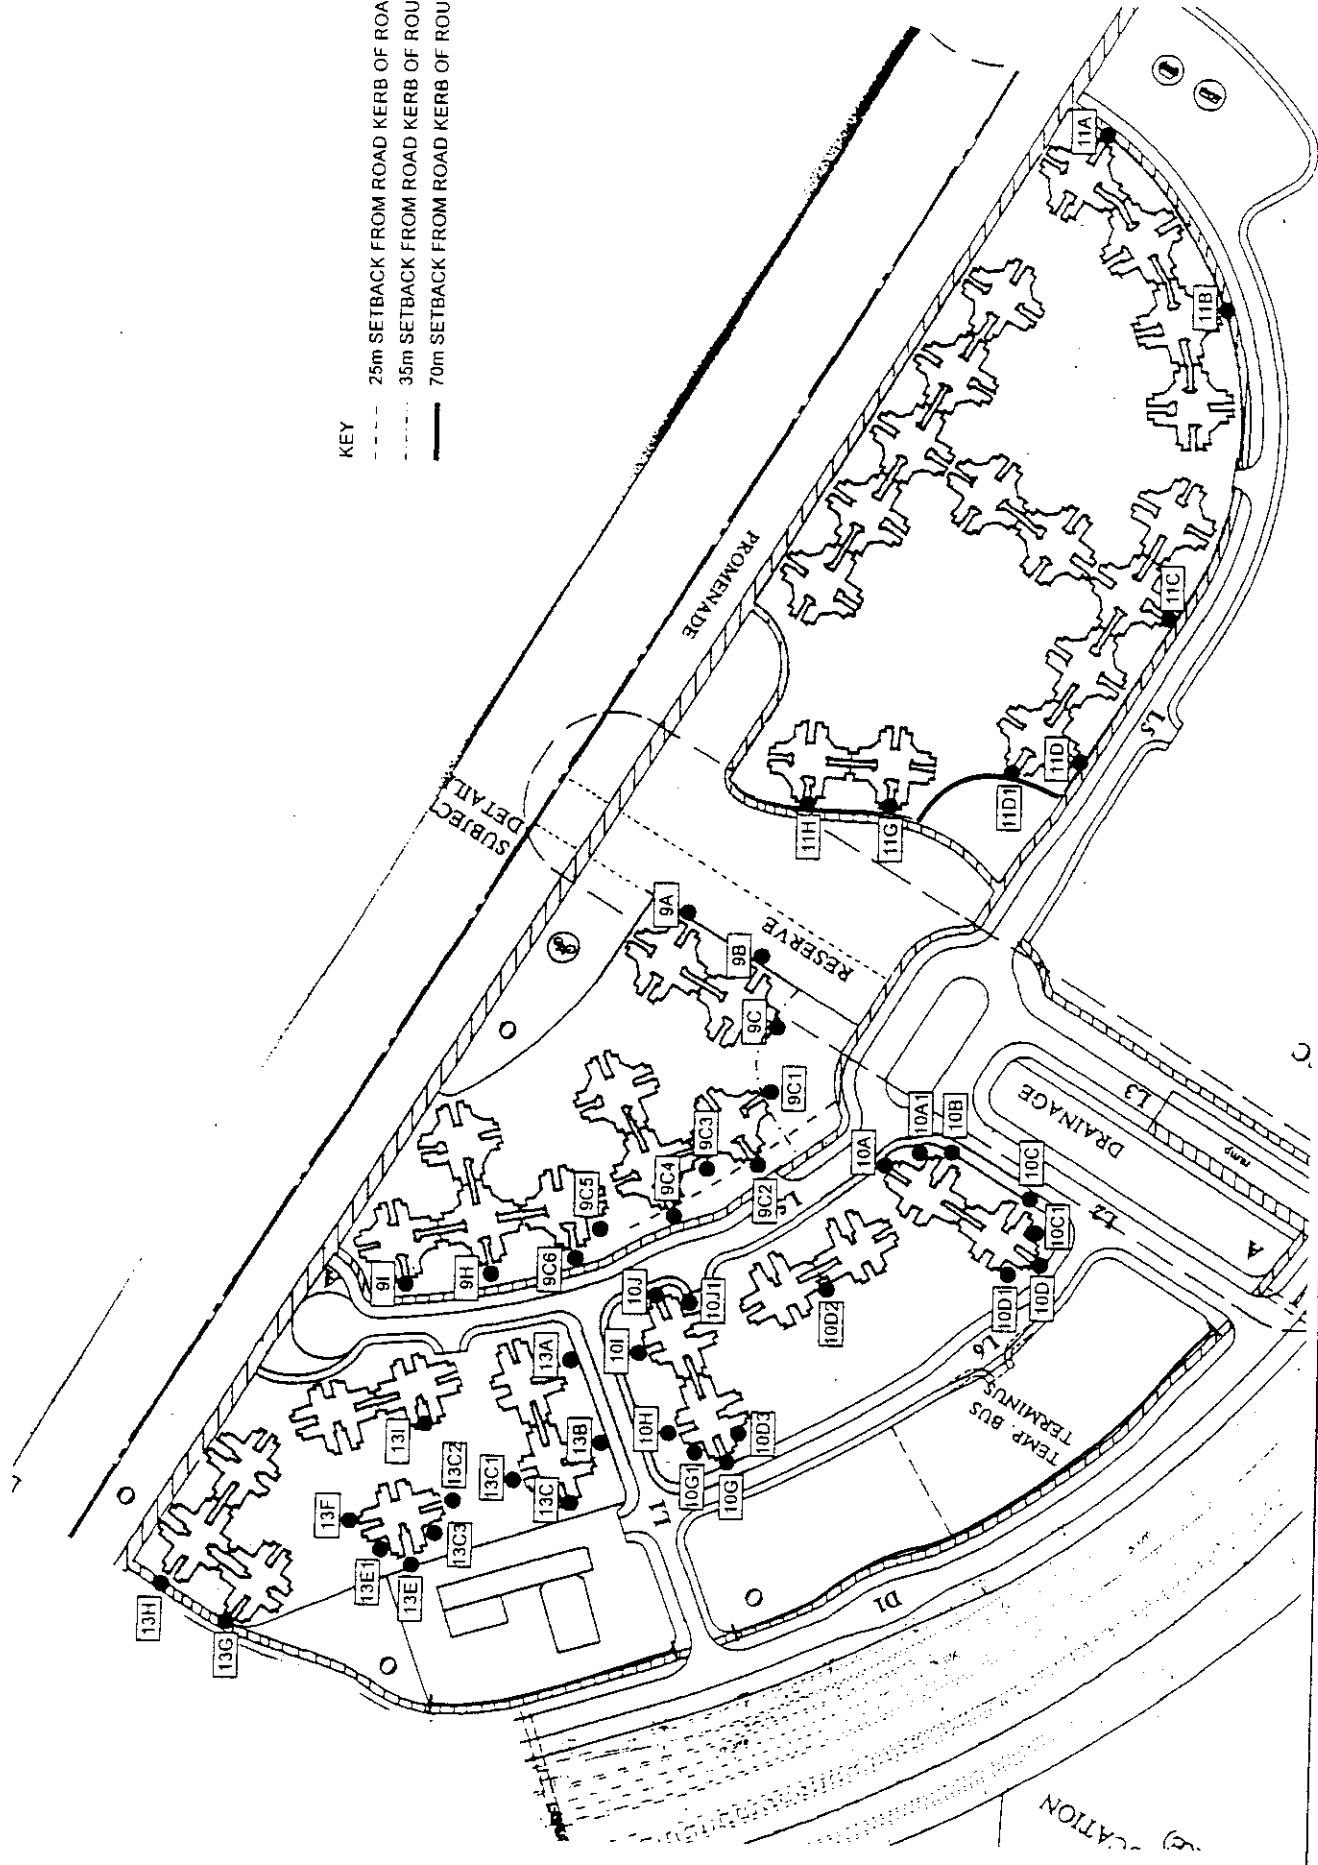 KEY
25m SETBACK FROM ROAD KERB OF ROA
35m SETBACK FROM ROAD KERB OF ROU
70m SETBACK FROM ROAD KERB OF ROU
PROMENADE
SUBJECT
DETAIL
RESERVE
DRAINAGE
TEMP. BUS
TERMINUS
11A
11B
11C
11D
11D1
11G
11H
9A
9B
9C
9C1
9C2
9C3
9C4
9C5
9C6
9H
9I
10A
10A1
10B
10C
10C1
10D
10D1
10D2
10D3
10G
10G1
10H
10I
10J
10J1
13A
13B
13C
13C1
13C2
13C3
13E
13E1
13F
13G
13H
13I
L1
L2
L3
L5
L6
D1
A
O
O
O
O
CATION